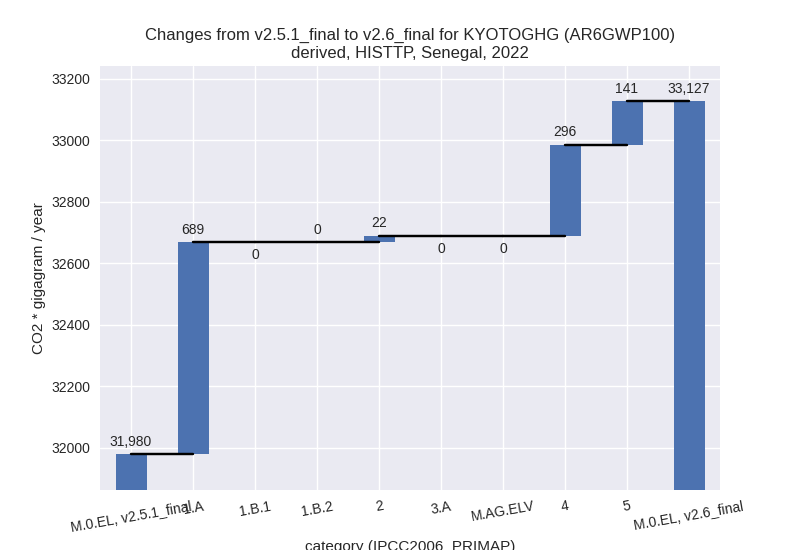 Changes from v2.5.1_final to v2.6_final for KYOTOGHG (AR6GWP100)
derived, HISTTP, Senegal, 2022
CO2 * gigagram / year
33200
33000
32800
32600
32400
32200
32000
31,980
689
0
0
22
0
0
296
141
33,127
M.0.EL, v2.5.1_final
1.A
1.B.1
1.B.2
2
3.A
M.AG.ELV
4
5
M.0.EL, v2.6_final
category (IPCC2006_PRIMAP)